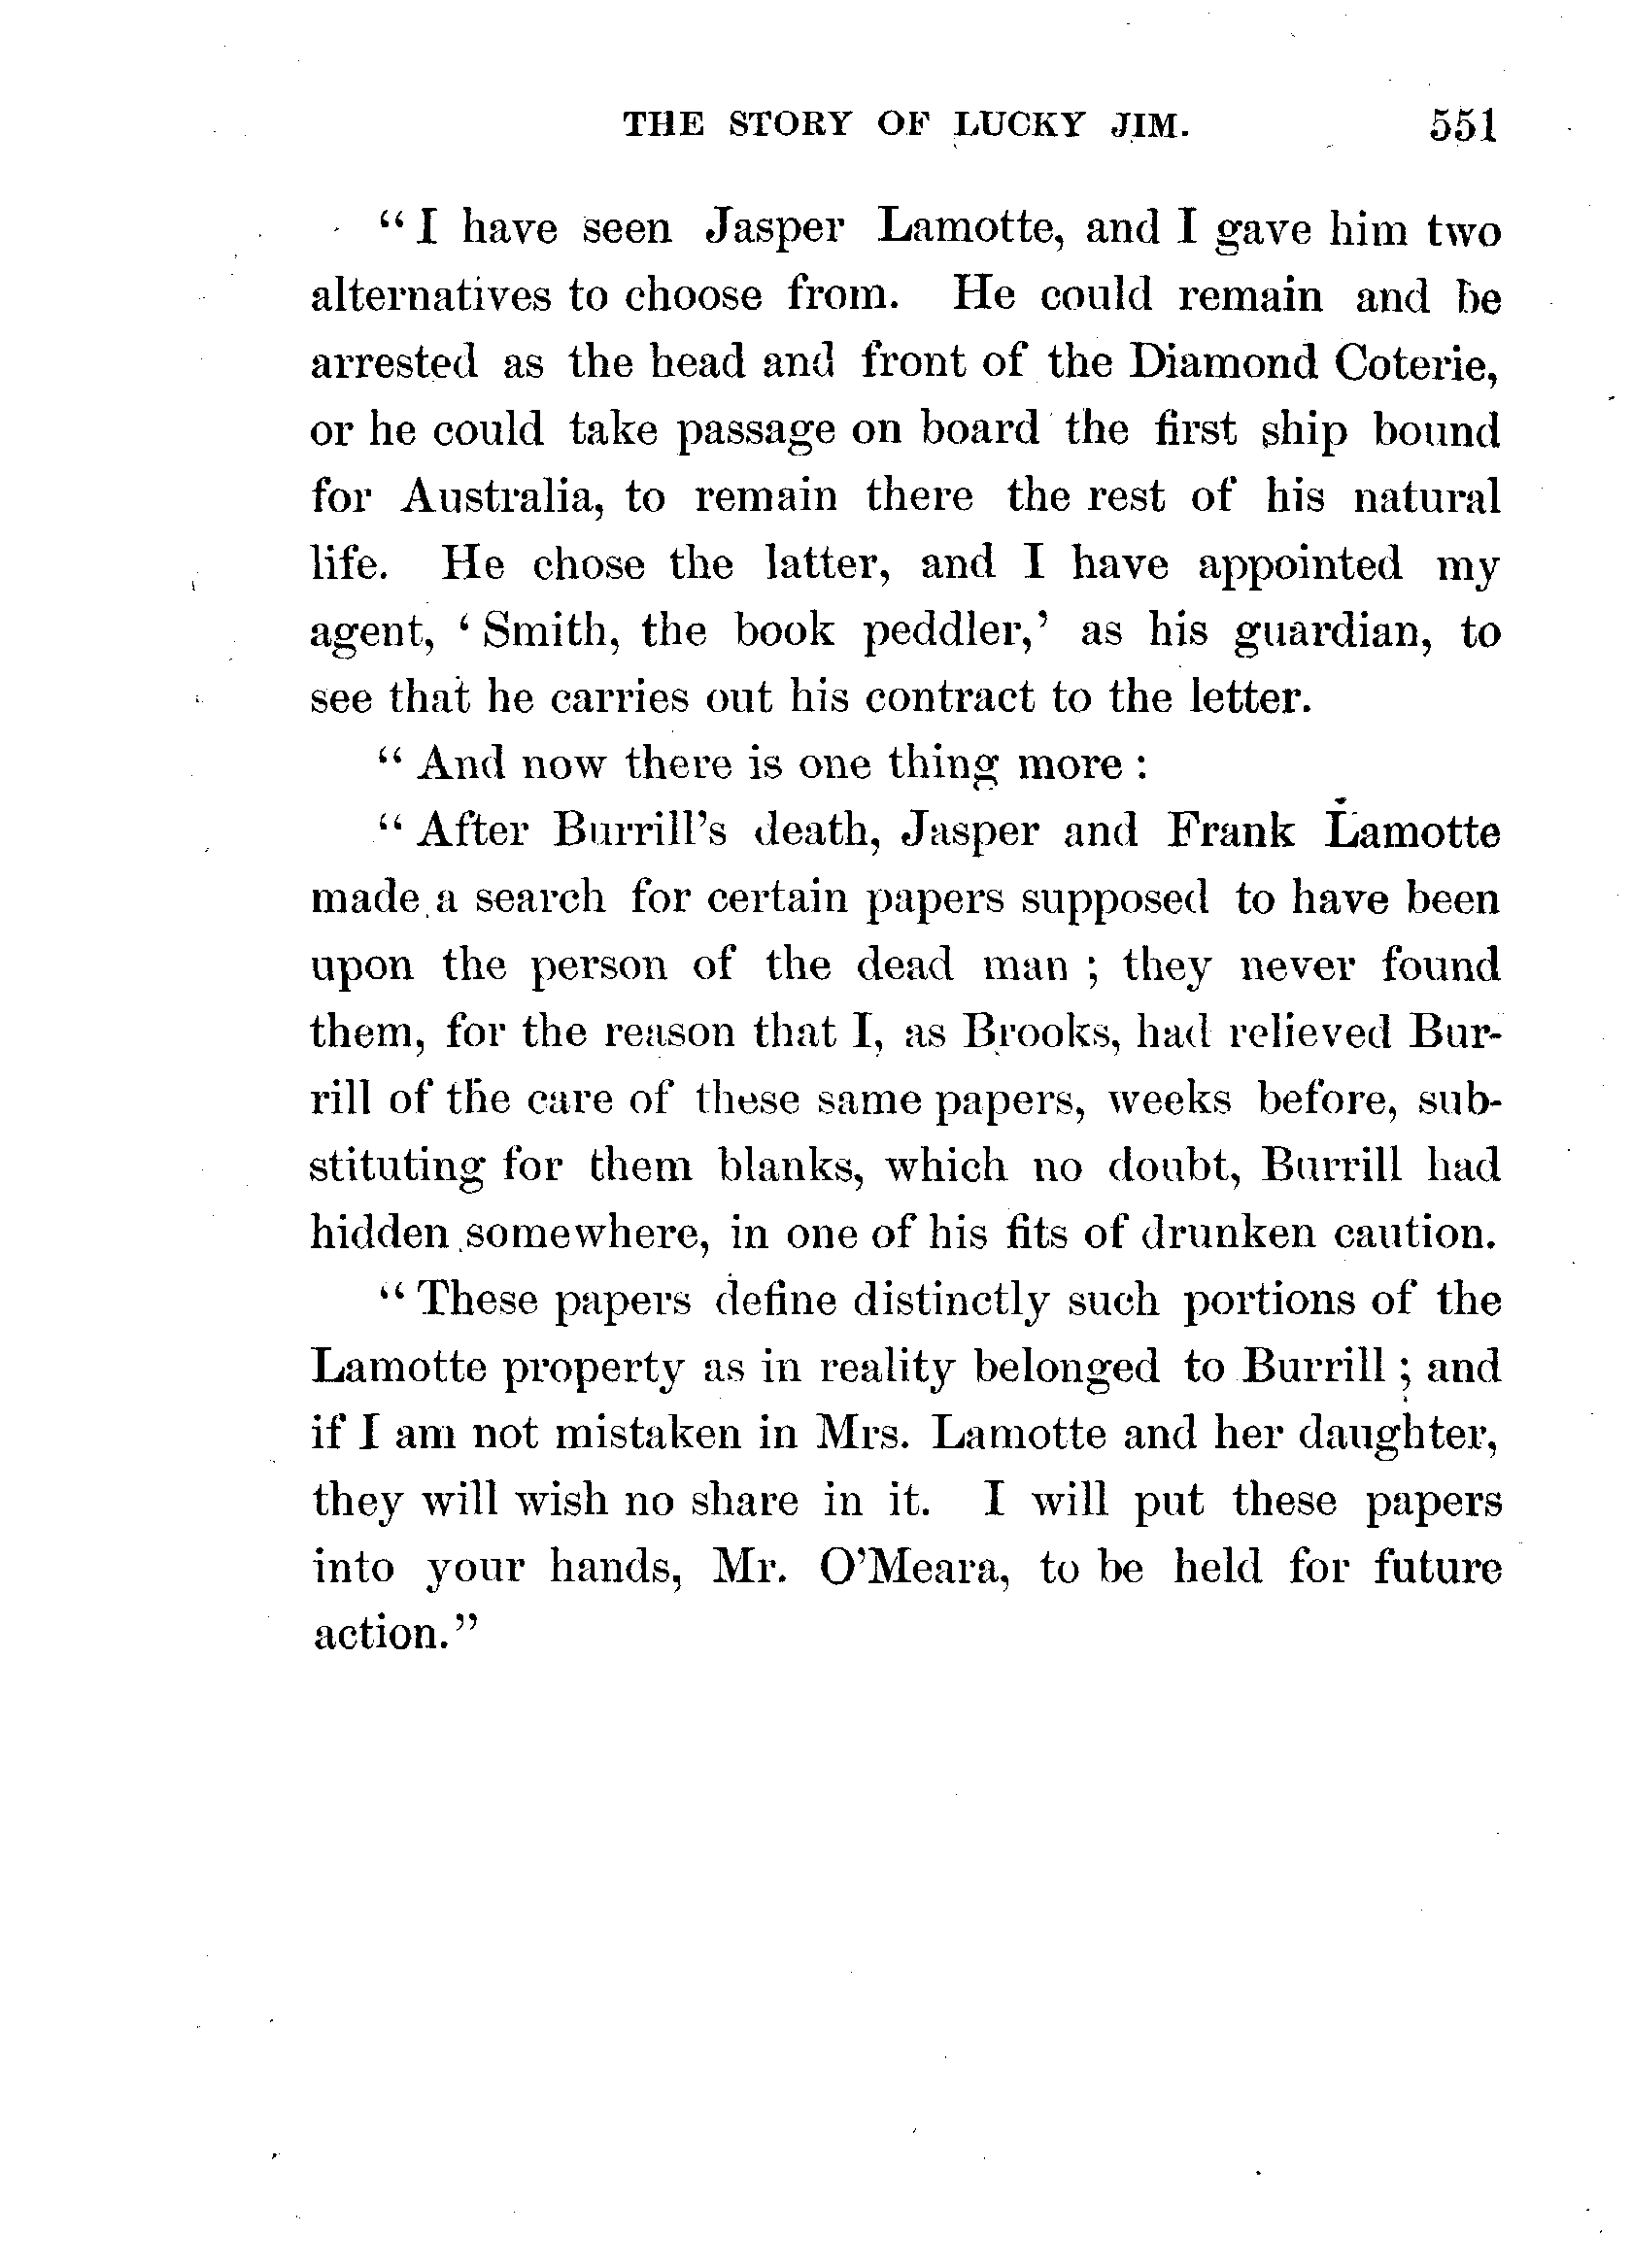 THE STORY OF LUCKY JIM. 551
“ I have seen Jasper Lamotte, and I gave him two
alternatives to choose from. He could remain and be
arrested as the head and front of the Diamond Coterie,
or he could take passage on board the first ship bound
for Australia, to remain there the rest of his natural
life. He chose the latter, and I have appointed my
agent, ‘ Smith, the book peddler,’ as his guardian, to
see that he carries out his contract to the letter.
“ And now there is one thing more :
“ After Burrill’s death, Jasper and Frank Lamotte
made a search for certain papers supposed to have been
upon the person of the dead man ; they never found
them, for the reason that I, as Brooks, had relieved Bur-
rill of the care of these same papers, weeks before, sub-
stituting for them blanks, which no doubt, Burrill had
hidden somewhere, in one of his fits of drunken caution.
“ These papers define distinctly such portions of the
Lamotte property as in reality belonged to Burrill ; and
if I am not mistaken in Mrs. Lamotte and her daughter,
they will wish no share in it. I will put these papers
into your hands, Mr. O’Meara, to be held for future
action.”